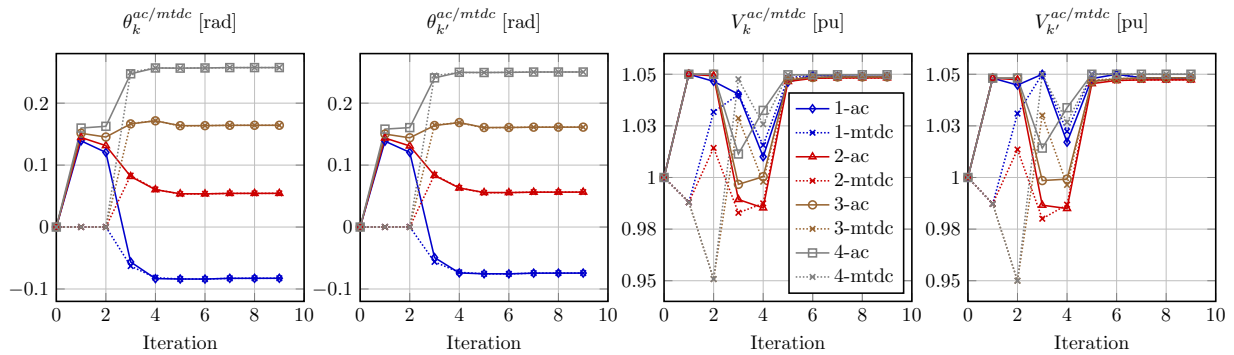 θ_k^{ac/mtdc} [rad]
0.2
0.1
0
−0.1
0 2 4 6 8 10
Iteration
θ_{k′}^{ac/mtdc} [rad]
0.2
0.1
0
−0.1
0 2 4 6 8 10
Iteration
V_k^{ac/mtdc} [pu]
1.05
1.03
1
0.98
0.95
0 2 4 6 8 10
Iteration
1-ac
1-mtdc
2-ac
2-mtdc
3-ac
3-mtdc
4-ac
4-mtdc
V_{k′}^{ac/mtdc} [pu]
1.05
1.03
1
0.98
0.95
0 2 4 6 8 10
Iteration